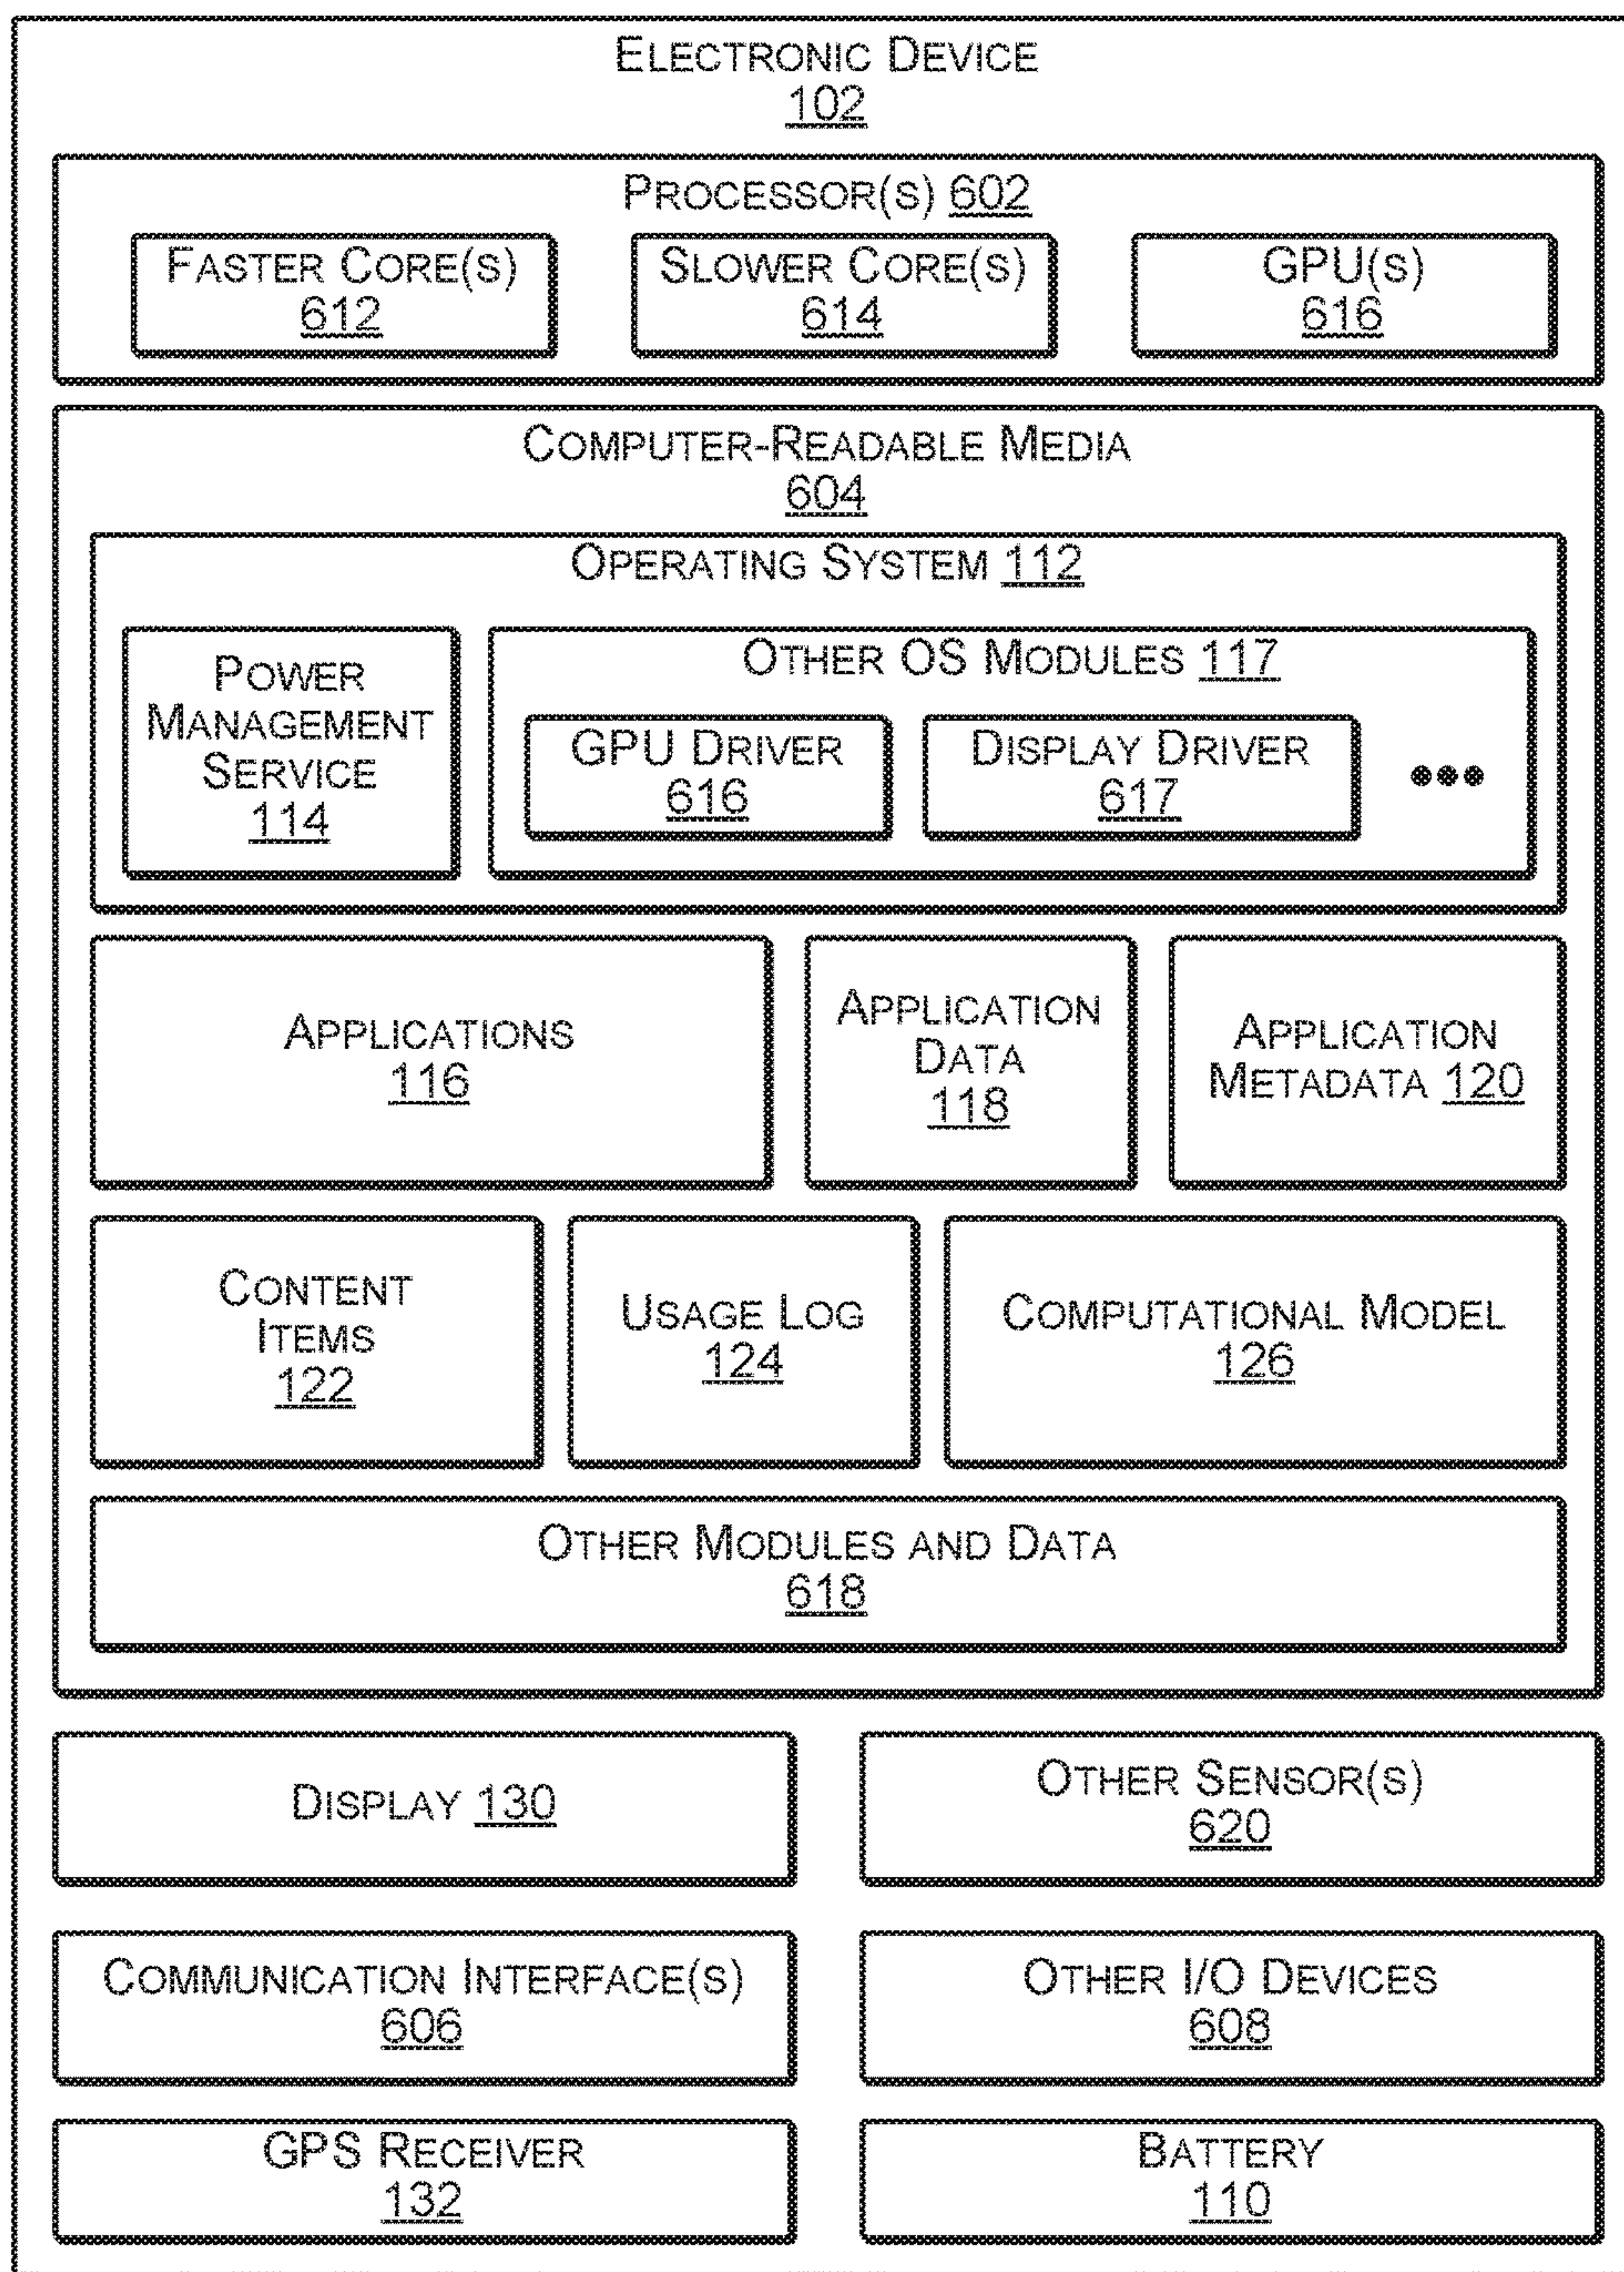 ELECTRONIC DEVICE
102
PROCESSOR(S) 602
FASTER CORE(S)
612
SLOWER CORE(S)
614
GPU(S)
616
COMPUTER-READABLE MEDIA
604
OPERATING SYSTEM 112
POWER
MANAGEMENT
SERVICE
114
OTHER OS MODULES 117
GPU DRIVER
616
DISPLAY DRIVER
617
●●●
APPLICATIONS
116
APPLICATION
DATA
118
APPLICATION
METADATA 120
CONTENT
ITEMS
122
USAGE LOG
124
COMPUTATIONAL MODEL
126
OTHER MODULES AND DATA
618
DISPLAY 130
OTHER SENSOR(S)
620
COMMUNICATION INTERFACE(S)
606
OTHER I/O DEVICES
608
GPS RECEIVER
132
BATTERY
110